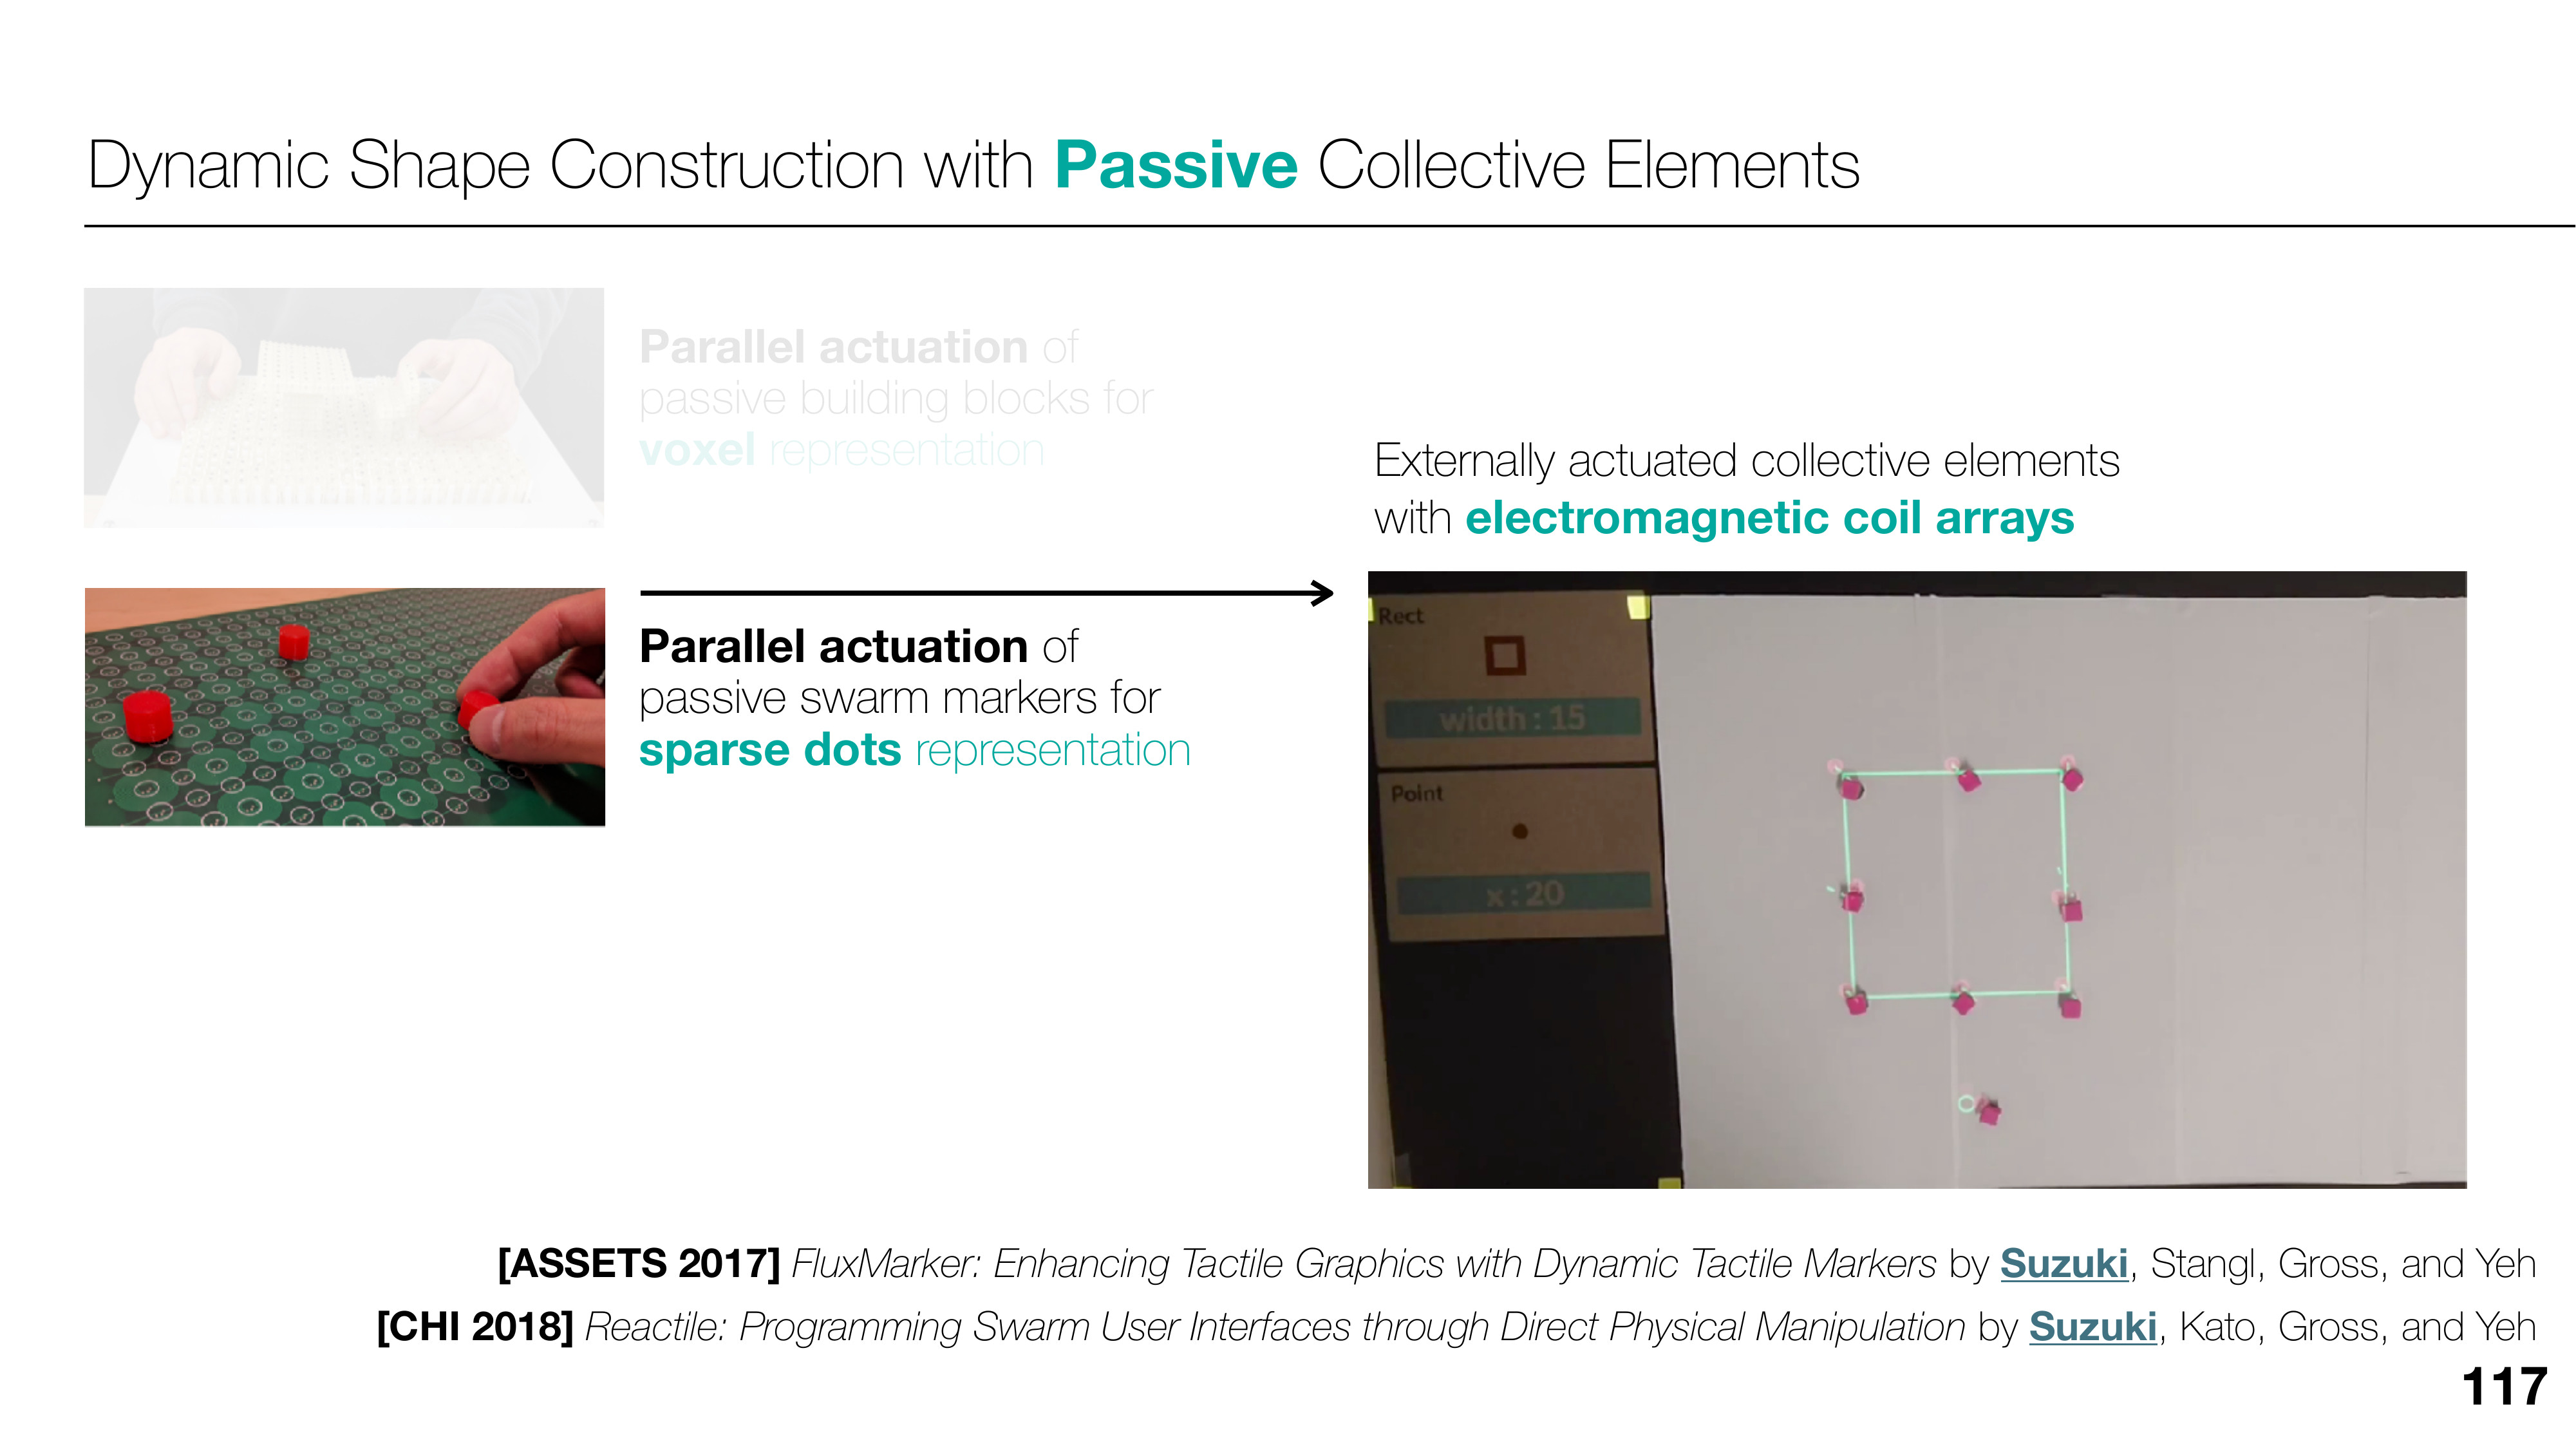 Dynamic Shape Construction with Passive Collective Elements
Parallel actuation of
passive building blocks for
voxel representation
Parallel actuation of
passive swarm markers for
sparse dots representation
Externally actuated collective elements
with electromagnetic coil arrays
Rect
width : 15
Point
x : 20
[ASSETS 2017] FluxMarker: Enhancing Tactile Graphics with Dynamic Tactile Markers by Suzuki, Stangl, Gross, and Yeh
[CHI 2018] Reactile: Programming Swarm User Interfaces through Direct Physical Manipulation by Suzuki, Kato, Gross, and Yeh
117